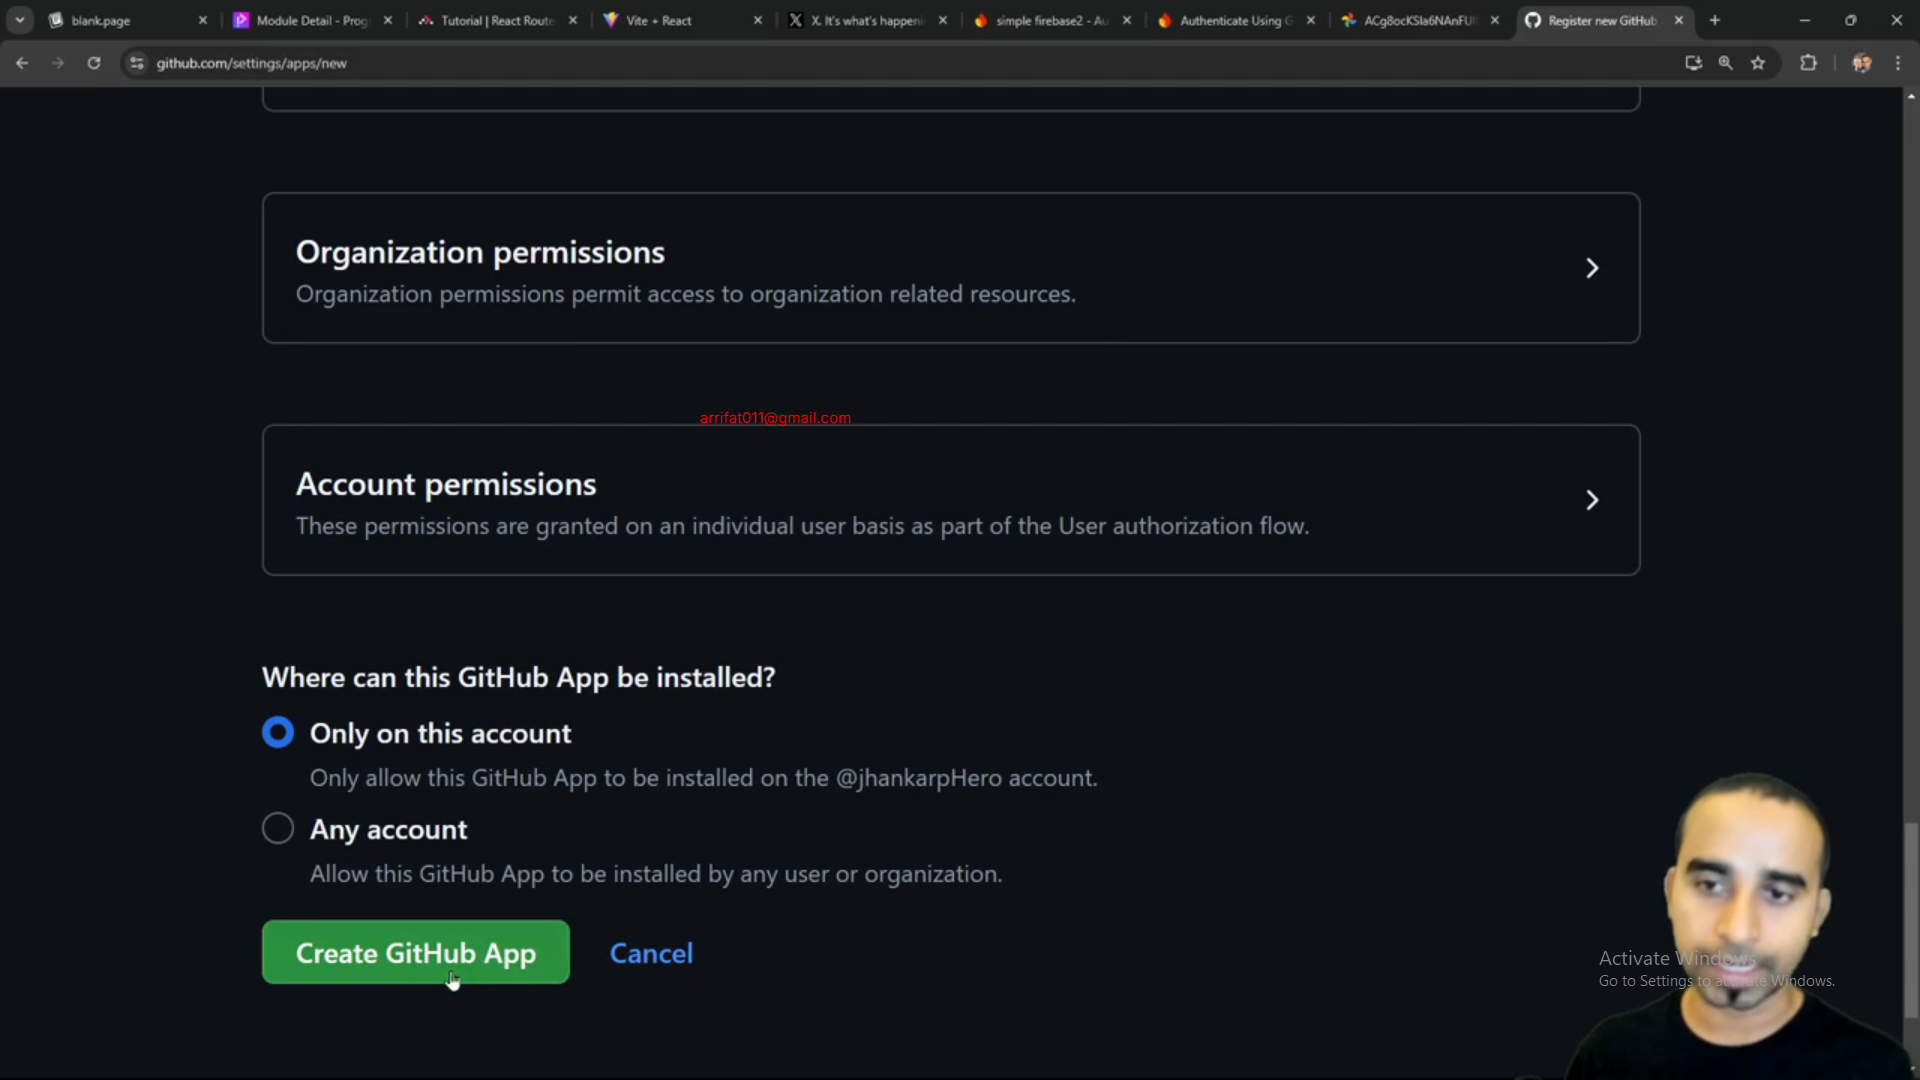 blank.page
Module Detail - Prog
Tutorial | React Route
Vite + React
X. It's what's happeni
simple firebase2 - Au
Authenticate Using G
ACg8ocKSla6NAnFU
Register new GitHub
github.com/settings/apps/new
Organization permissions
Organization permissions permit access to organization related resources.
arrifat011@gmail.com
Account permissions
These permissions are granted on an individual user basis as part of the User authorization flow.
Where can this GitHub App be installed?
Only on this account
Only allow this GitHub App to be installed on the @jhankarpHero account.
Any account
Allow this GitHub App to be installed by any user or organization.
Create GitHub App
Cancel
Activate Windows
Go to Settings to activate Windows.